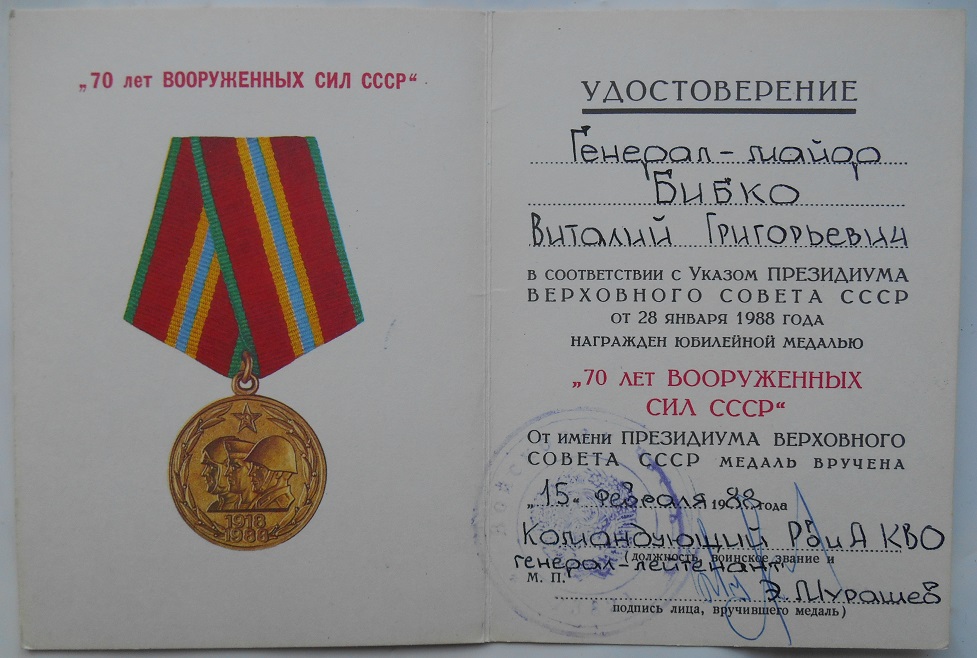 „70 лет ВООРУЖЕННЫХ СИЛ СССР“
1918
1988
УДОСТОВЕРЕНИЕ
Генерал-майор
Бибко
Виталий Григорьевич
в соответствии с Указом ПРЕЗИДИУМА
ВЕРХОВНОГО СОВЕТА СССР
от 28 января 1988 года
награжден юбилейной медалью
„70 лет ВООРУЖЕННЫХ
СИЛ СССР“
От имени ПРЕЗИДИУМА ВЕРХОВНОГО
СОВЕТА СССР медаль вручена
„15“ февраля 1988 года
Командующий РВиА КВО
(должность, воинское звание и
генерал-лейтенант
М. П.
Э. Мурашев
подпись лица, вручившего медаль)